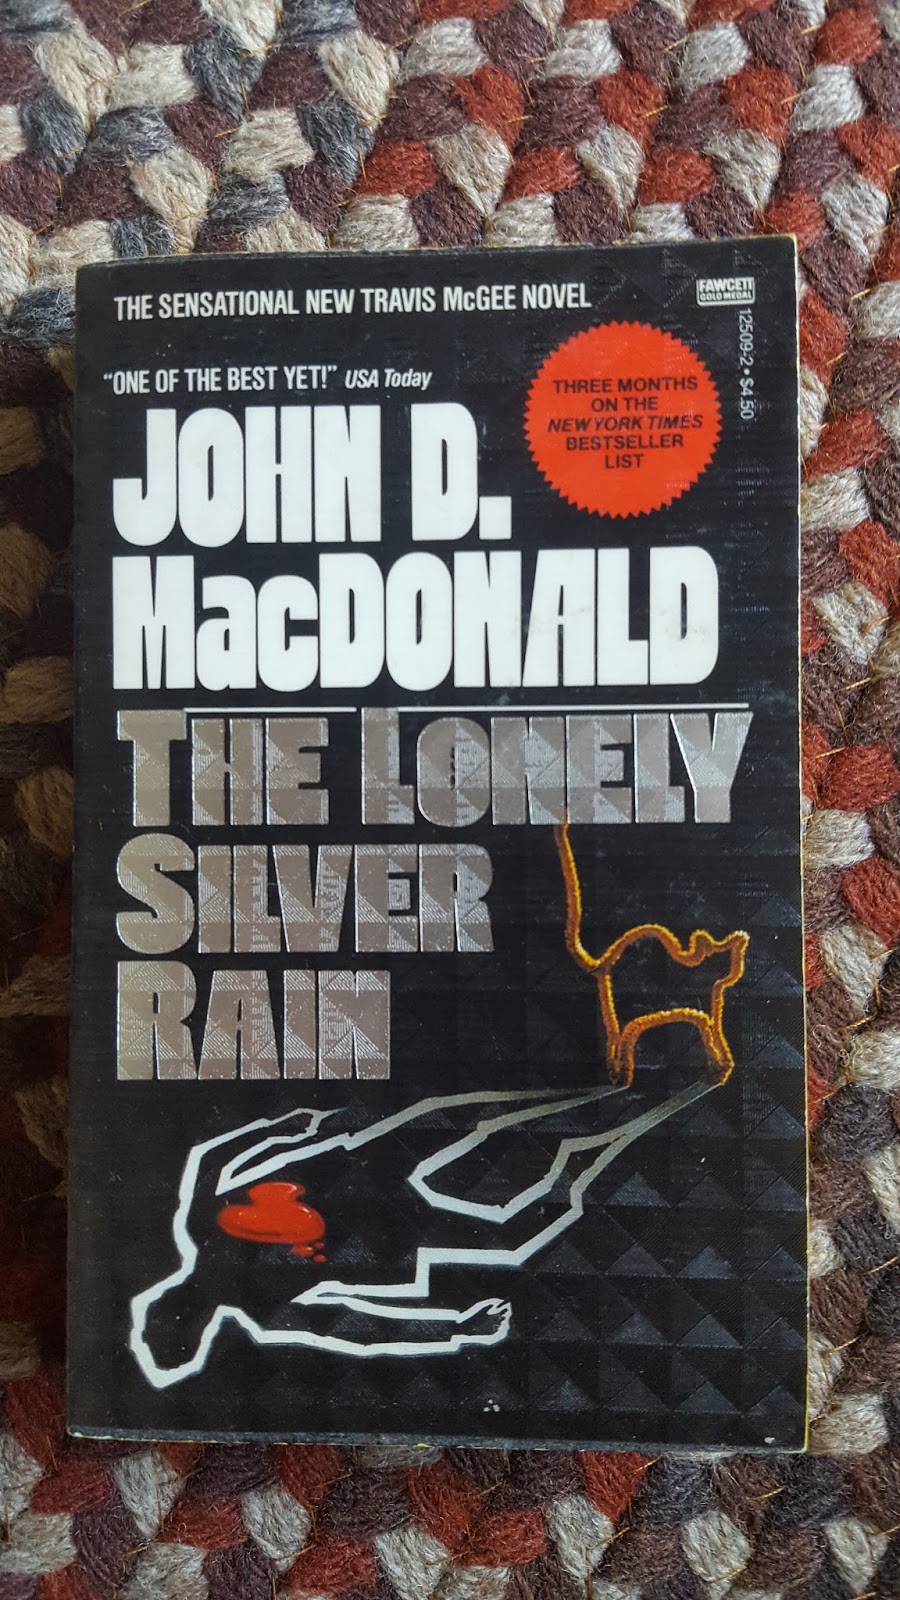 THE SENSATIONAL NEW TRAVIS McGEE NOVEL
FAWCETT
GOLD MEDAL
12509-2 • $4.50
"ONE OF THE BEST YET!" USA Today
THREE MONTHS
ON THE
NEW YORK TIMES
BESTSELLER
LIST
JOHN D.
MacDONALD
THE LONELY
SILVER
RAIN